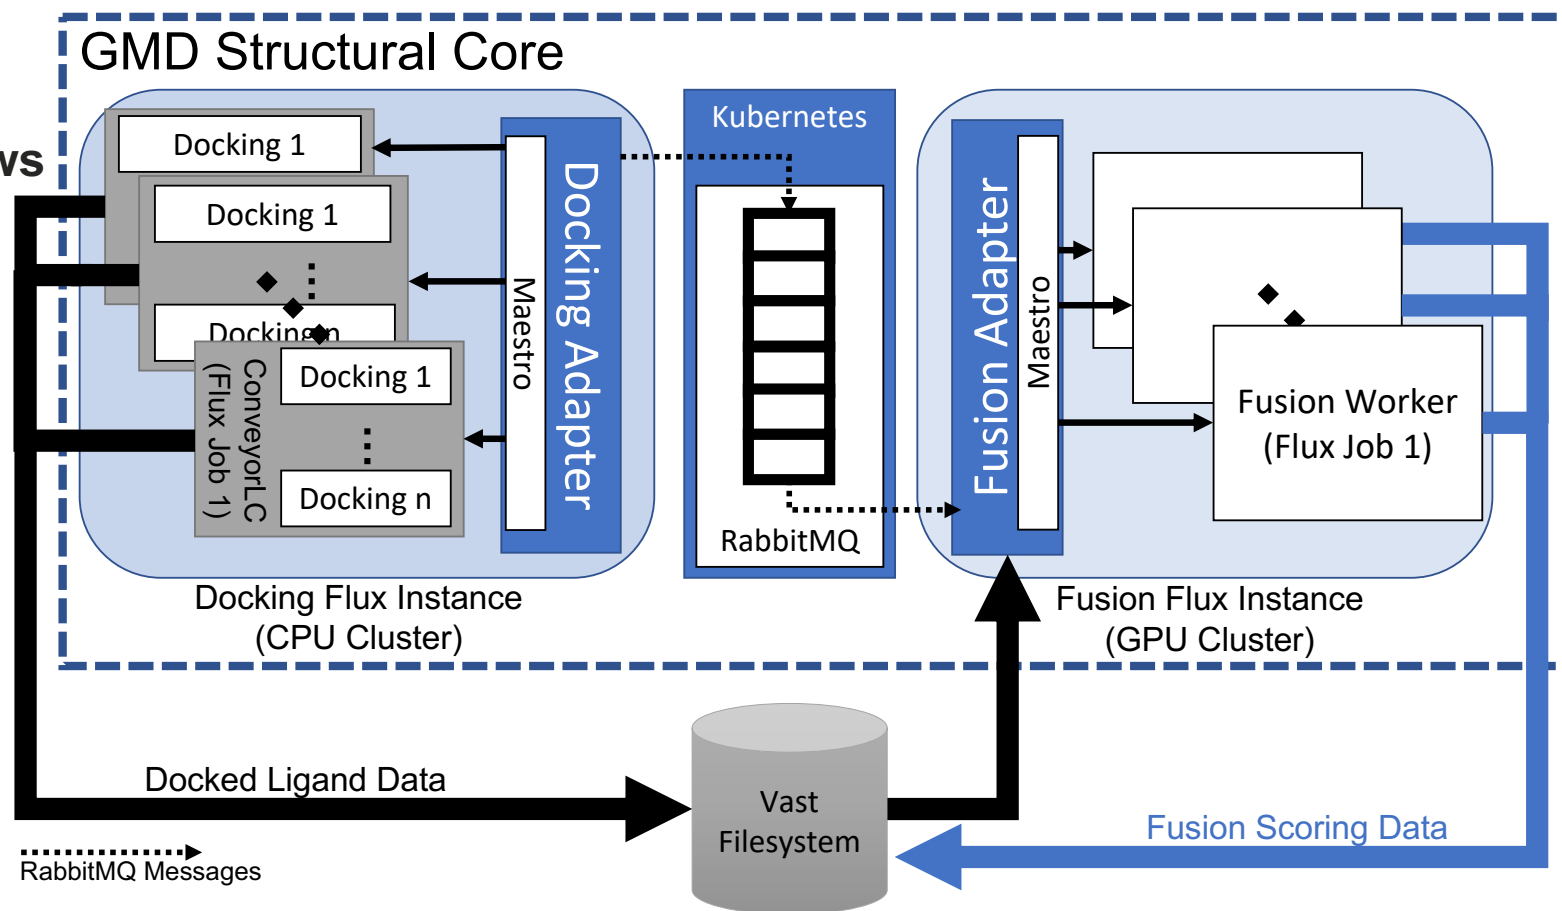 GMD Structural Core
ws
Docking 1
Docking 1
Docking n
Docking 1
Docking n
ConveyorLC
(Flux Job 1)
Maestro
Docking Adapter
Docking Flux Instance
(CPU Cluster)
Kubernetes
RabbitMQ
Fusion Adapter
Maestro
Fusion Worker
(Flux Job 1)
Fusion Flux Instance
(GPU Cluster)
Docked Ligand Data
Vast
Filesystem
Fusion Scoring Data
RabbitMQ Messages